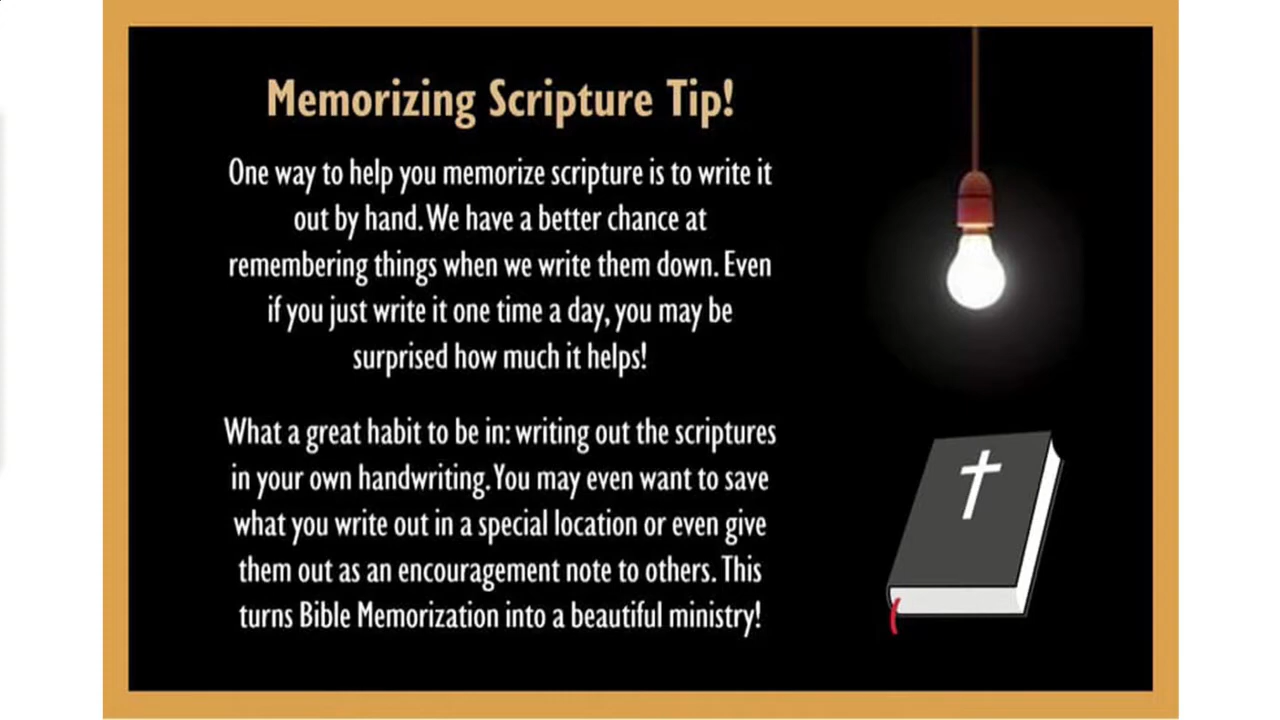 Memorizing Scripture Tip!
One way to help you memorize scripture is to write it
out by hand. We have a better chance at
remembering things when we write them down. Even
if you just write it one time a day, you may be
surprised how much it helps!
What a great habit to be in: writing out the scriptures
in your own handwriting. You may even want to save
what you write out in a special location or even give
them out as an encouragement note to others. This
turns Bible Memorization into a beautiful ministry!